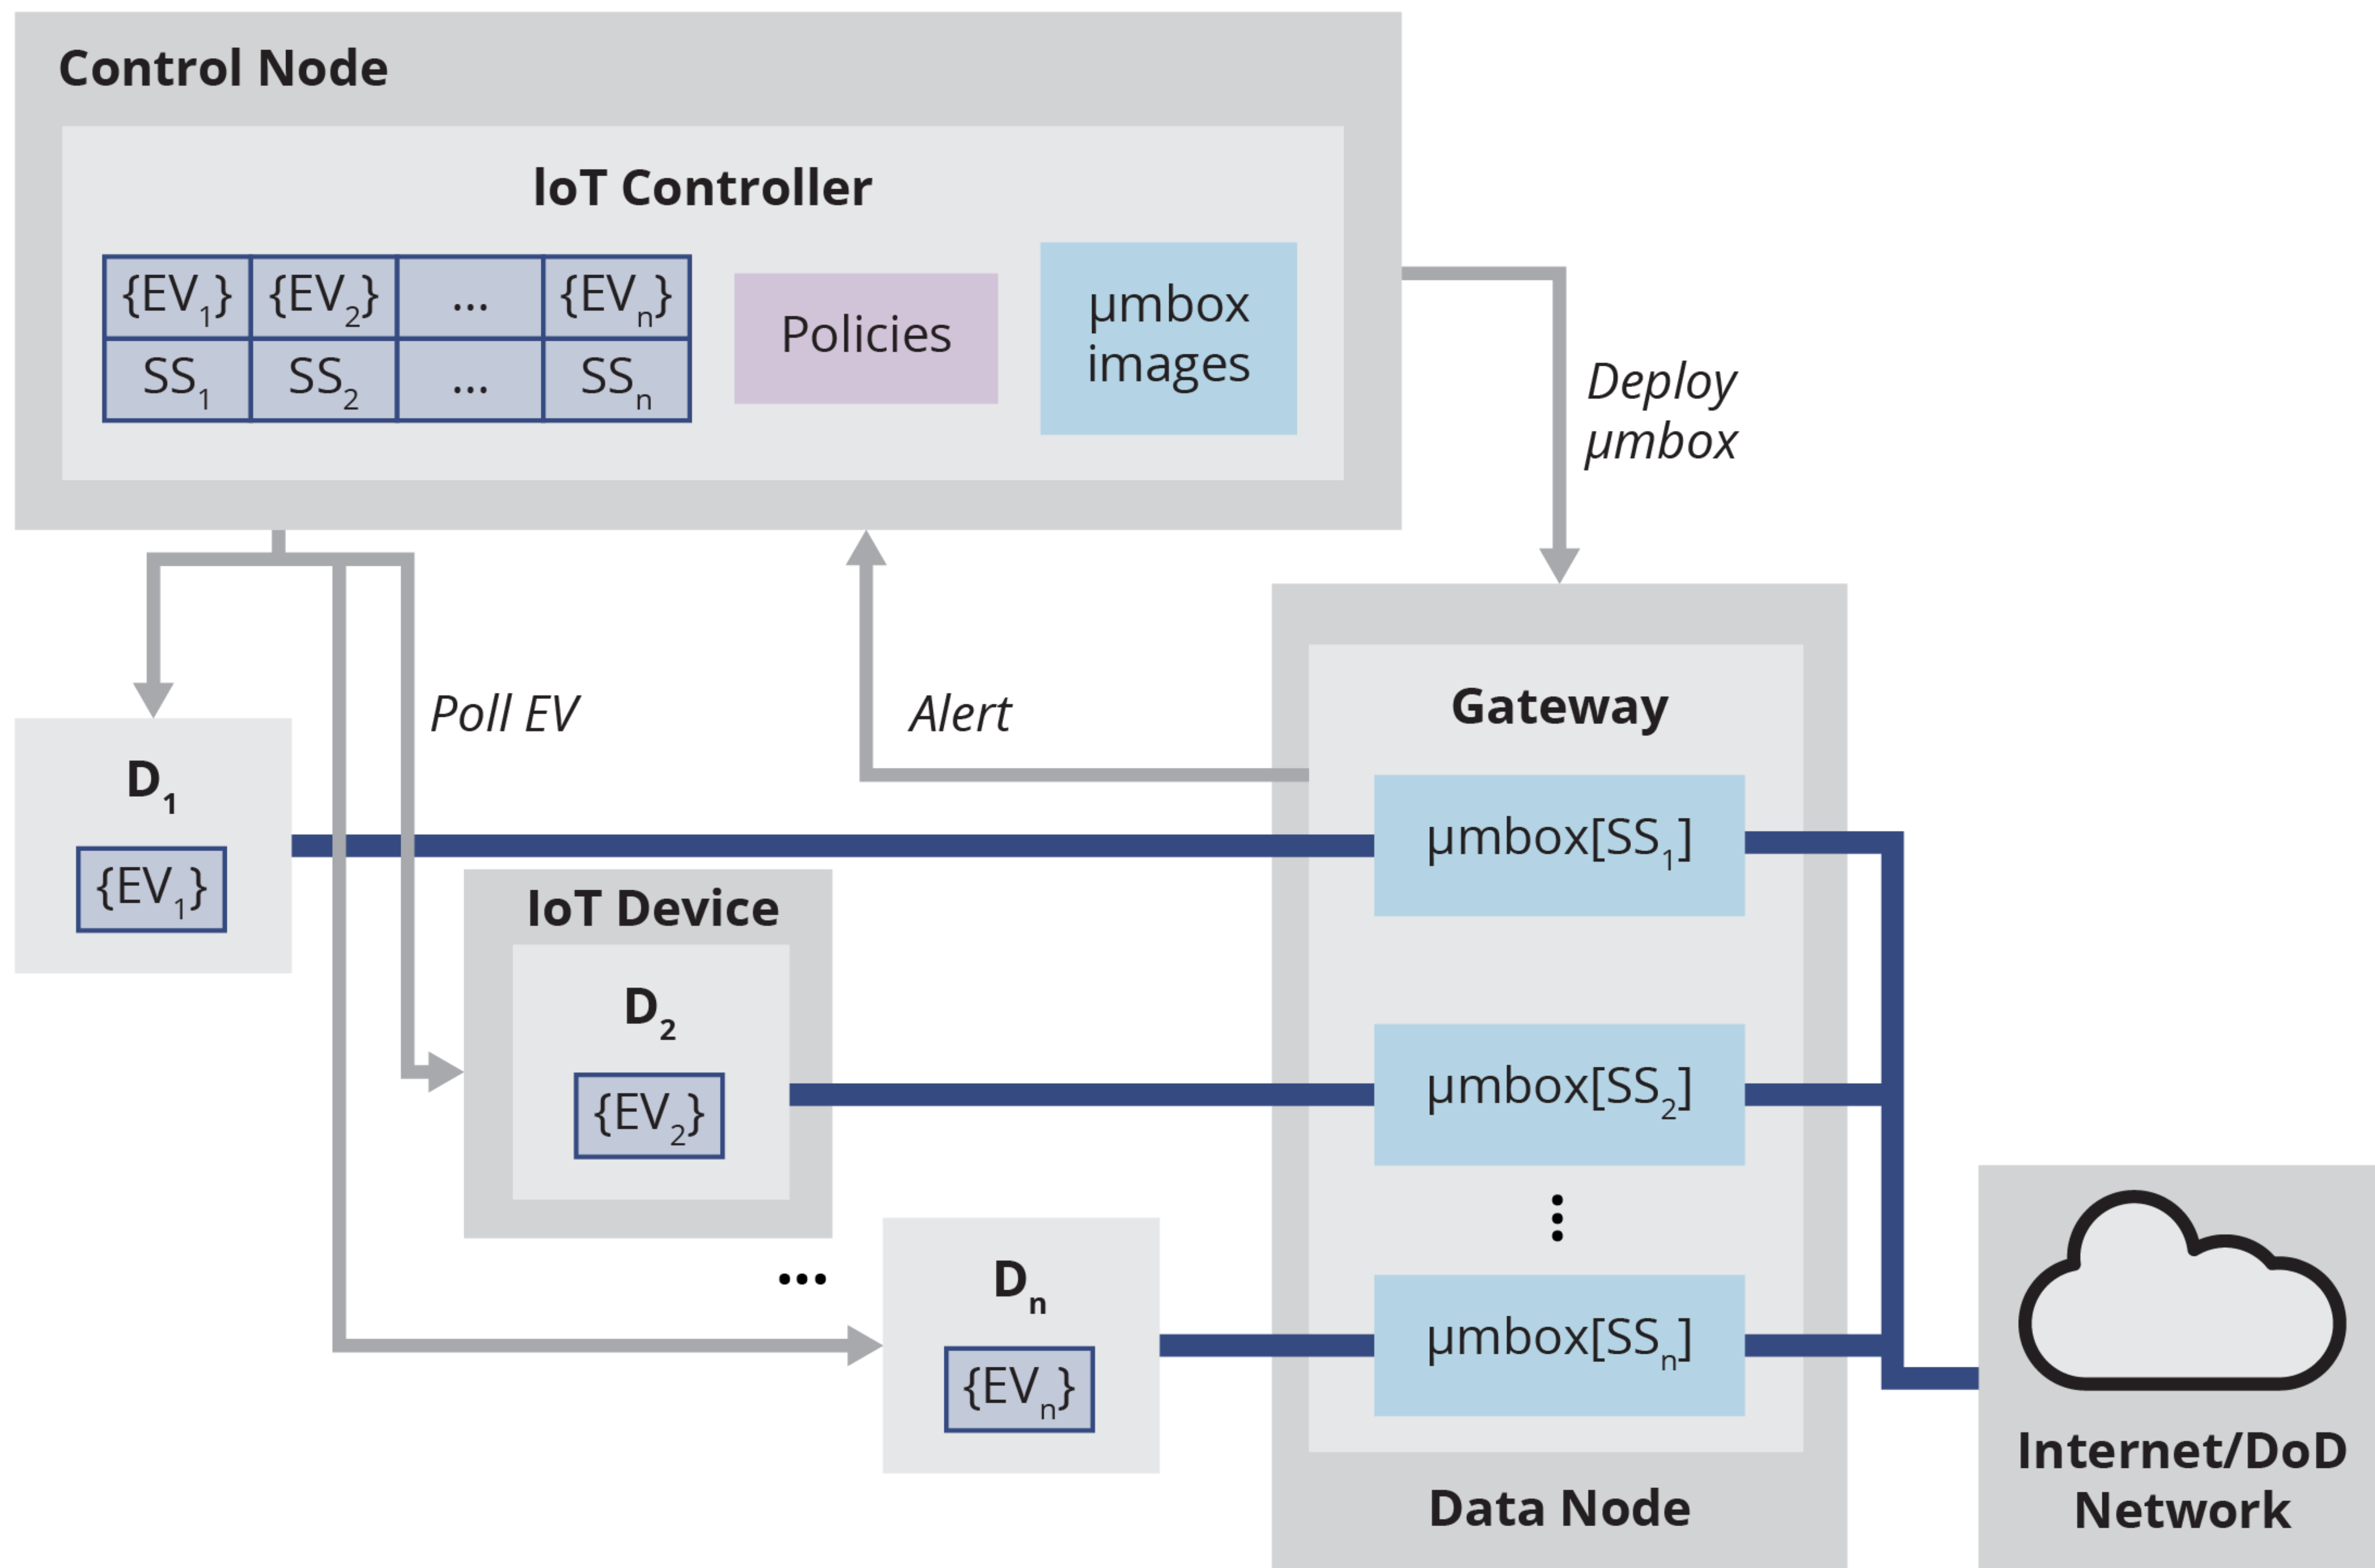 Control Node
IoT Controller
{EV₁} {EV₂} ... {EVₙ}
SS₁ SS₂ ... SSₙ
Policies
µmbox
images
Deploy
µmbox
Poll EV
Alert
Gateway
D₁
{EV₁}
µmbox[SS₁]
IoT Device
D₂
{EV₂}
µmbox[SS₂]
...
Dₙ
{EVₙ}
µmbox[SSₙ]
Data Node
Internet/DoD
Network